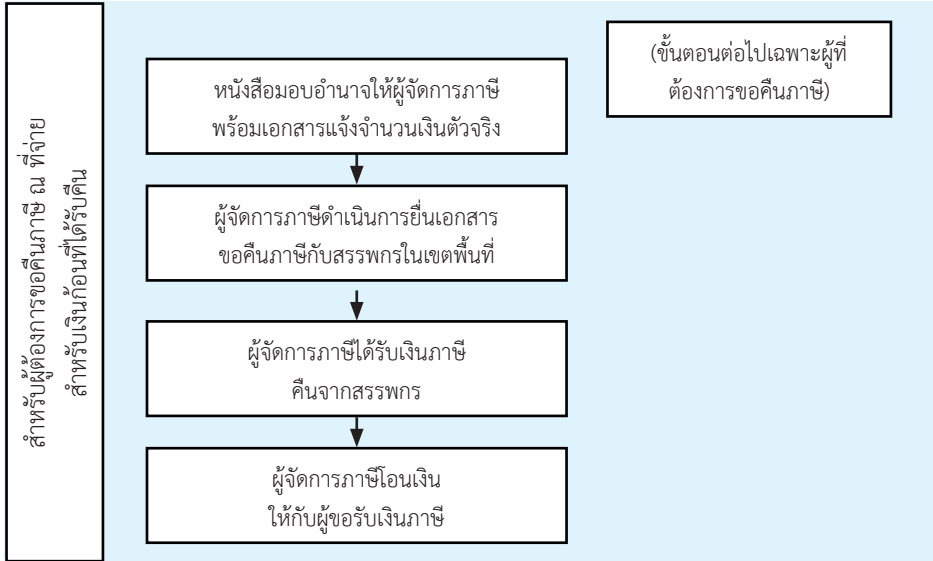 สำหรับผู้ต้องการขอคืนภาษี ณ ที่จ่าย
สำหรับเงินก้อนที่ได้รับคืน
(ขั้นตอนต่อไปเฉพาะผู้ที่
ต้องการขอคืนภาษี)
หนังสือมอบอำนาจให้ผู้จัดการภาษี
พร้อมเอกสารแจ้งจำนวนเงินตัวจริง
ผู้จัดการภาษีดำเนินการยื่นเอกสาร
ขอคืนภาษีกับสรรพกรในเขตพื้นที่
ผู้จัดการภาษีได้รับเงินภาษี
คืนจากสรรพกร
ผู้จัดการภาษีโอนเงิน
ให้กับผู้ขอรับเงินภาษี